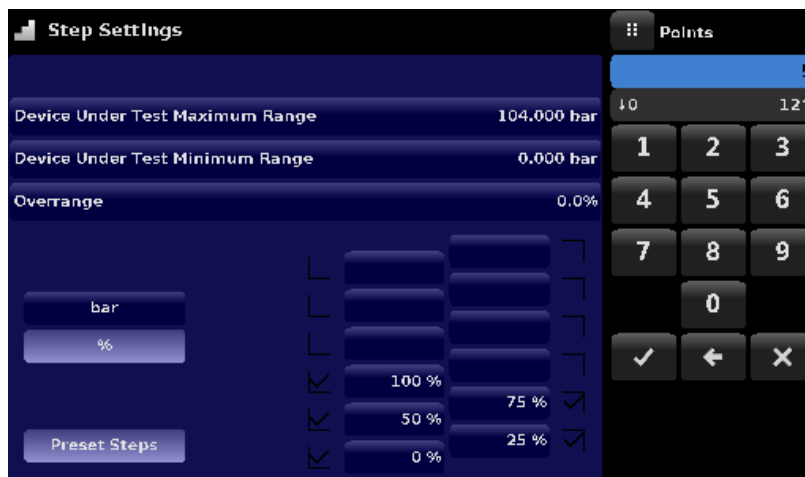 Step Settings
Points
Device Under Test Maximum Range 104.000 bar
↓0
Device Under Test Minimum Range 0.000 bar
1 2 3
Overrange 0.0%
4 5 6
7 8 9
bar
0
%
100 %
75 %
50 %
25 %
Preset Steps
0 %